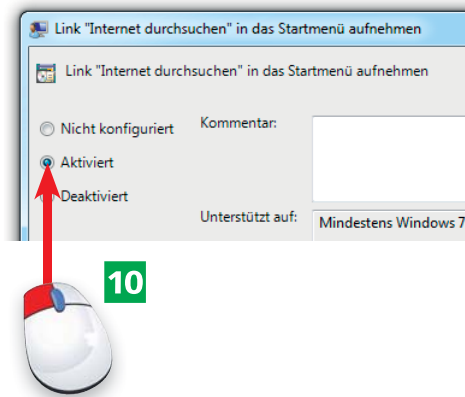 Link "Internet durchsuchen" in das Startmenü aufnehmen
Link "Internet durchsuchen" in das Startmenü aufnehmen
Nicht konfiguriert
Kommentar:
Aktiviert
Deaktiviert
Unterstützt auf:
Mindestens Windows 7
10